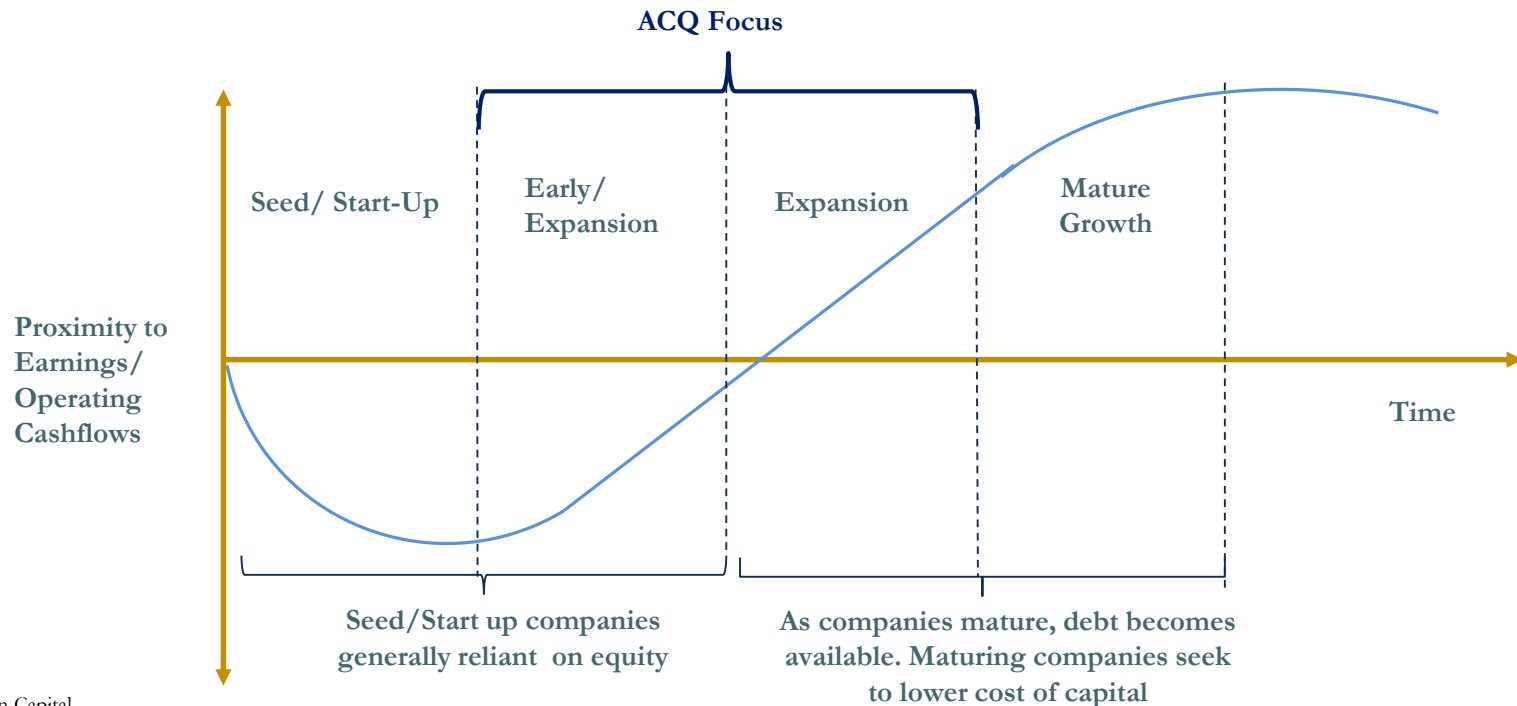 ACQ Focus
Seed/ Start-Up
Early/
Expansion
Expansion
Mature
Growth
Proximity to
Earnings/
Operating
Cashflows
Time
Seed/Start up companies
generally reliant on equity
As companies mature, debt becomes
available. Maturing companies seek
to lower cost of capital
Capital